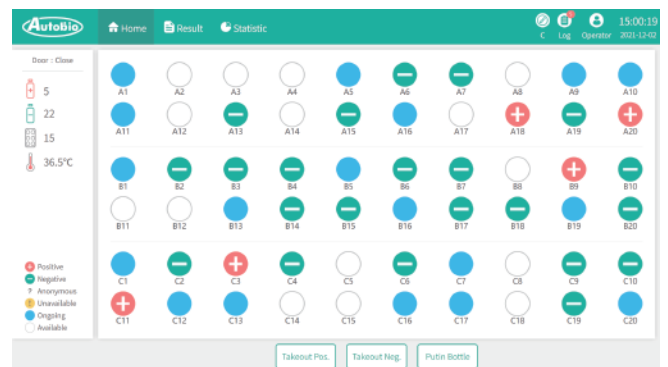 AutoBio Home Result Statistic C Log Operator 15:00:19 2021-12-02
Door : Close
5
22
15
36.5°C
A1 A2 A3 A4 A5 A6 A7 A8 A9 A10
A11 A12 A13 A14 A15 A16 A17 A18 A19 A20
B1 B2 B3 B4 B5 B6 B7 B8 B9 B10
B11 B12 B13 B14 B15 B16 B17 B18 B19 B20
C1 C2 C3 C4 C5 C6 C7 C8 C9 C10
C11 C12 C13 C14 C15 C16 C17 C18 C19 C20
Positive
Negative
? Anonymous
Unavailable
Ongoing
Available
Takeout Pos. Takeout Neg. Putin Bottle